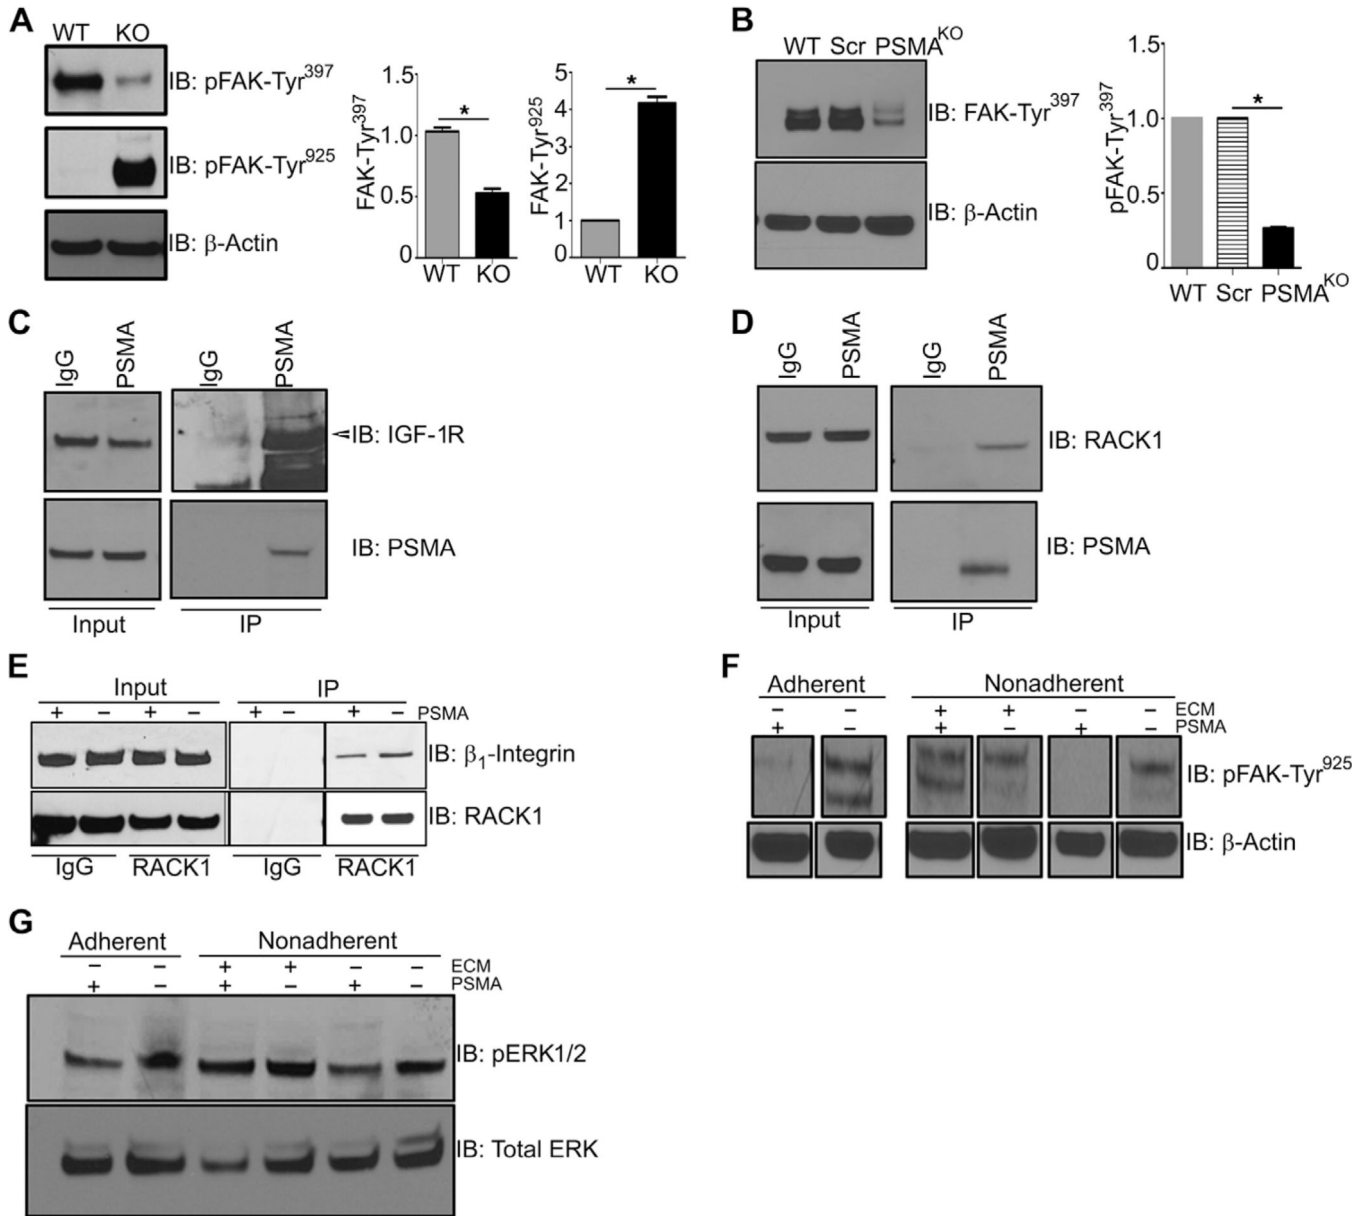 A
WT KO
IB: pFAK-Tyr397
IB: pFAK-Tyr925
IB: β-Actin
FAK-Tyr397
1.5
1.0
0.5
0
*
WT KO
FAK-Tyr925
5
4
3
2
1
0
*
WT KO
B
WT Scr PSMAKO
IB: FAK-Tyr397
IB: β-Actin
pFAK-Tyr397
1.5
1.0
0.5
0
*
WT Scr PSMAKO
C
IgG PSMA IgG PSMA
IB: IGF-1R
IB: PSMA
Input IP
D
IgG PSMA IgG PSMA
IB: RACK1
IB: PSMA
Input IP
E
Input IP
+ − + − + − + − PSMA
IB: β1-Integrin
IB: RACK1
IgG RACK1 IgG RACK1
F
Adherent Nonadherent
− − + + − − ECM
+ − + − + − PSMA
IB: pFAK-Tyr925
IB: β-Actin
G
Adherent Nonadherent
− − + + − − ECM
+ − + − + − PSMA
IB: pERK1/2
IB: Total ERK